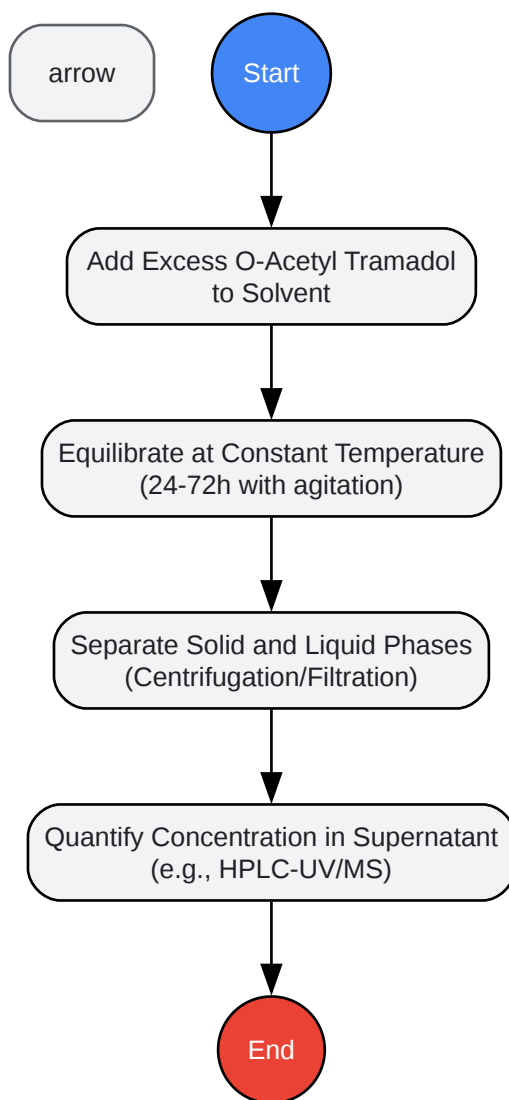 arrow
Start
Add Excess O-Acetyl Tramadol
to Solvent
Equilibrate at Constant Temperature
(24-72h with agitation)
Separate Solid and Liquid Phases
(Centrifugation/Filtration)
Quantify Concentration in Supernatant
(e.g., HPLC-UV/MS)
End